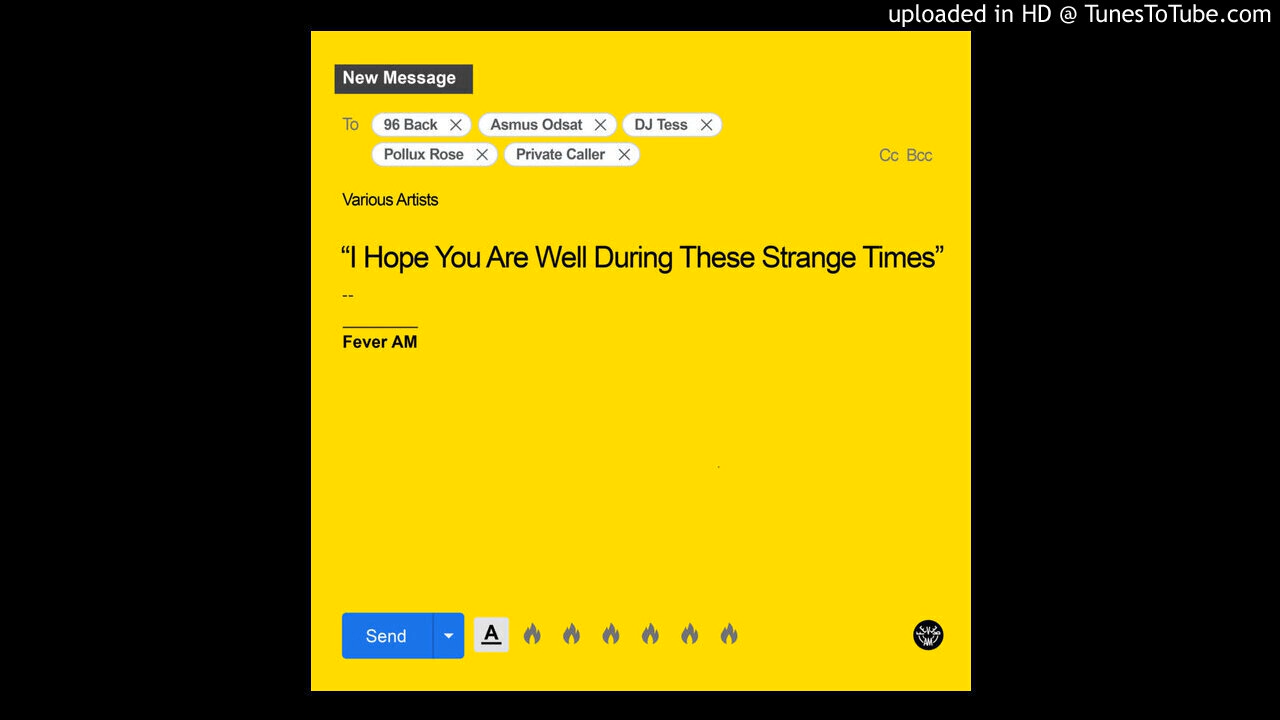 uploaded in HD @ TunesToTube.com
New Message
To 96 Back Asmus Odsat DJ Tess
Pollux Rose Private Caller Cc Bcc
Various Artists
“I Hope You Are Well During These Strange Times”
--
Fever AM
Send A